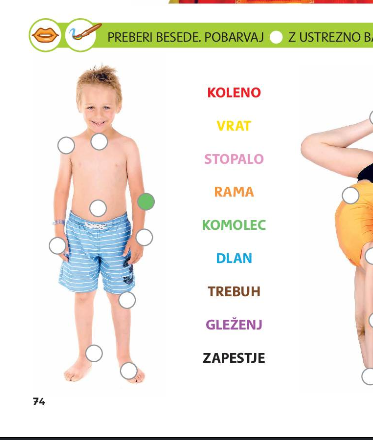 PREBERI BESEDE. POBARVAJ Z USTREZNO
KOLENO
VRAT
STOPALO
RAMA
KOMOLEC
DLAN
TREBUH
GLEŽENJ
ZAPESTJE
74